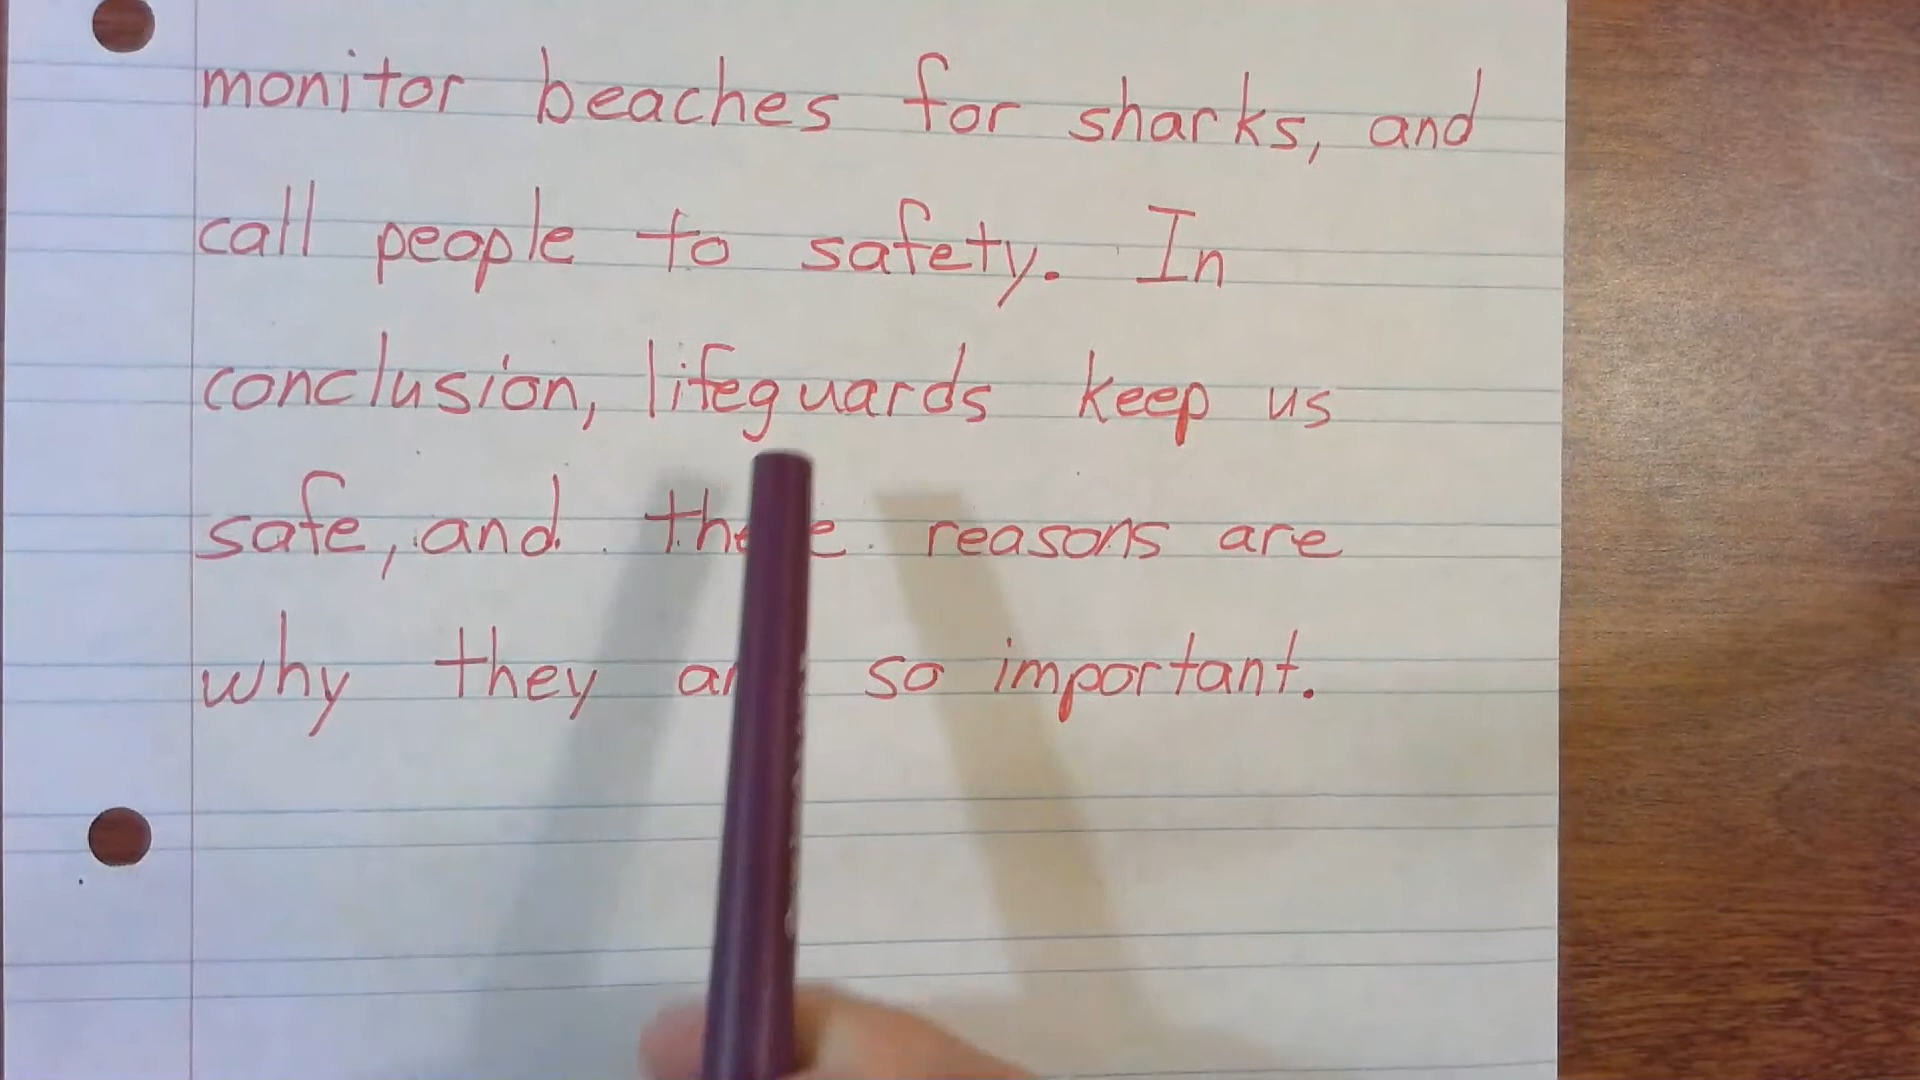 monitor beaches for sharks, and
call people to safety. In
conclusion, lifeguards keep us
safe, and reasons are
why they so important.